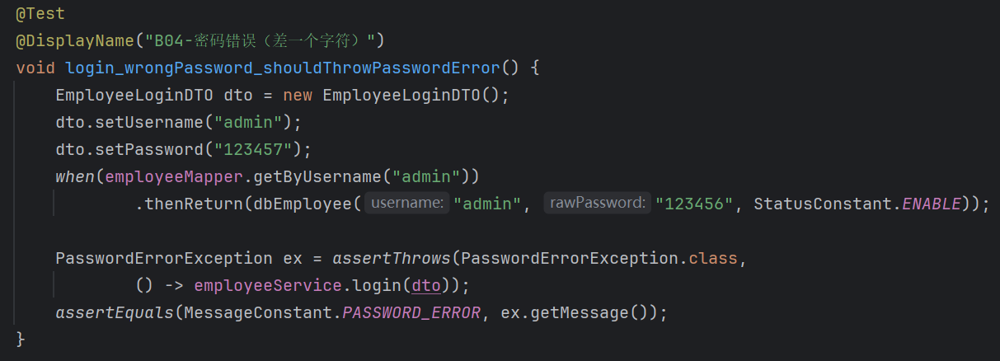 @Test
@DisplayName("B04-密码错误（差一个字符）")
void login_wrongPassword_shouldThrowPasswordError() {
EmployeeLoginDTO dto = new EmployeeLoginDTO();
dto.setUsername("admin");
dto.setPassword("123457");
when(employeeMapper.getByUsername("admin"))
.thenReturn(dbEmployee( username: "admin", rawPassword: "123456", StatusConstant.ENABLE));
PasswordErrorException ex = assertThrows(PasswordErrorException.class,
() -> employeeService.login(dto));
assertEquals(MessageConstant.PASSWORD_ERROR, ex.getMessage());
}